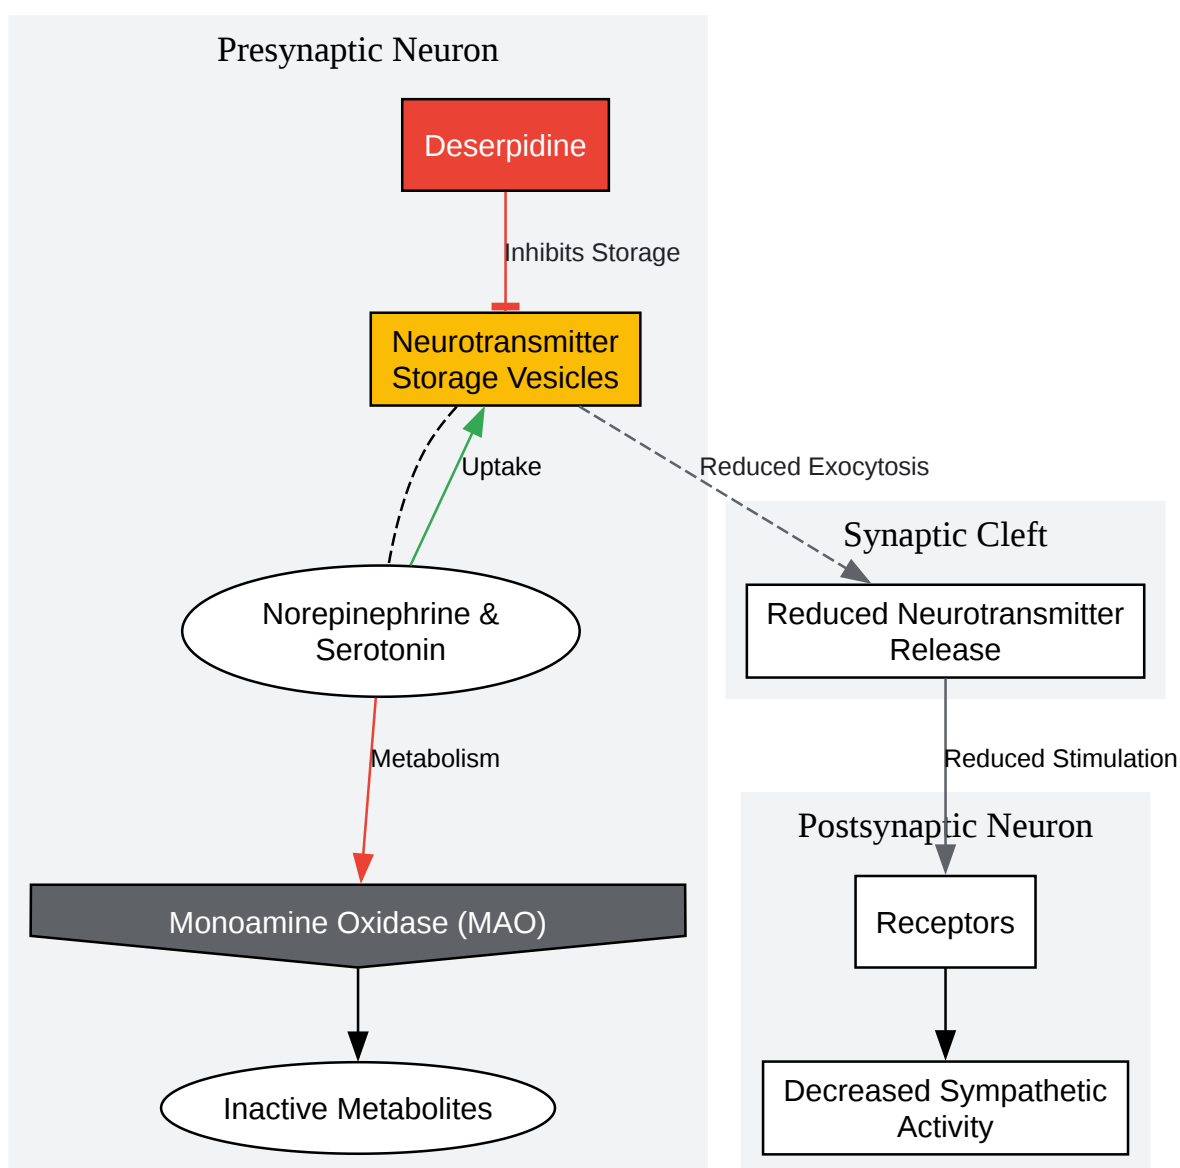 Presynaptic Neuron
Deserpidine
Inhibits Storage
Neurotransmitter
Storage Vesicles
Uptake
Reduced Exocytosis
Synaptic Cleft
Norepinephrine &
Serotonin
Reduced Neurotransmitter
Release
Metabolism
Reduced Stimulation
Postsynaptic Neuron
Monoamine Oxidase (MAO)
Receptors
Inactive Metabolites
Decreased Sympathetic
Activity